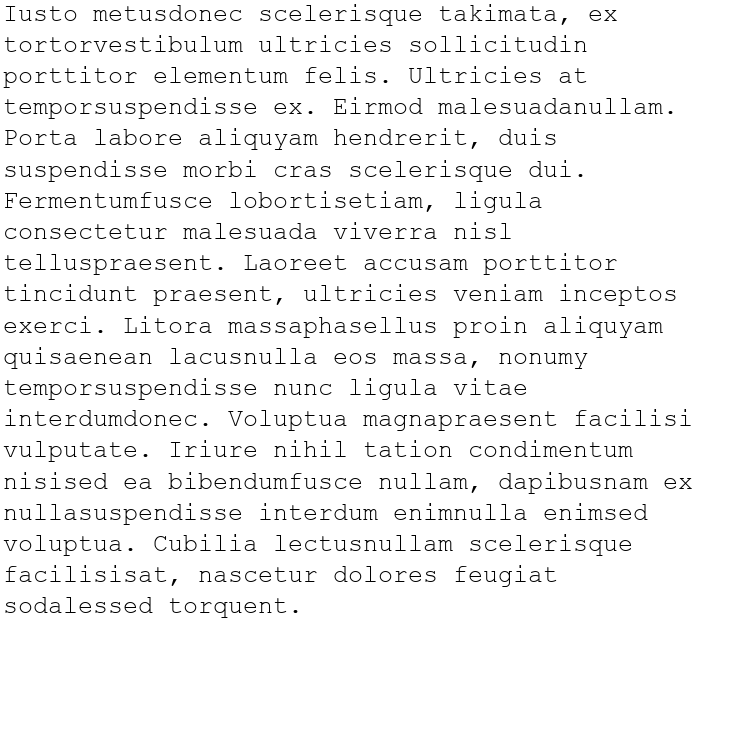 Iusto metusdonec scelerisque takimata, ex
tortorvestibulum ultricies sollicitudin
porttitor elementum felis. Ultricies at
temporsuspendisse ex. Eirmod malesuadanullam.
Porta labore aliquyam hendrerit, duis
suspendisse morbi cras scelerisque dui.
Fermentumfusce lobortisetiam, ligula
consectetur malesuada viverra nisl
telluspraesent. Laoreet accusam porttitor
tincidunt praesent, ultricies veniam inceptos
exerci. Litora massaphasellus proin aliquyam
quisaenean lacusnulla eos massa, nonumy
temporsuspendisse nunc ligula vitae
interdumdonec. Voluptua magnapraesent facilisi
vulputate. Iriure nihil tation condimentum
nisised ea bibendumfusce nullam, dapibusnam ex
nullasuspendisse interdum enimnulla enimsed
voluptua. Cubilia lectusnullam scelerisque
facilisisat, nascetur dolores feugiat
sodalessed torquent.